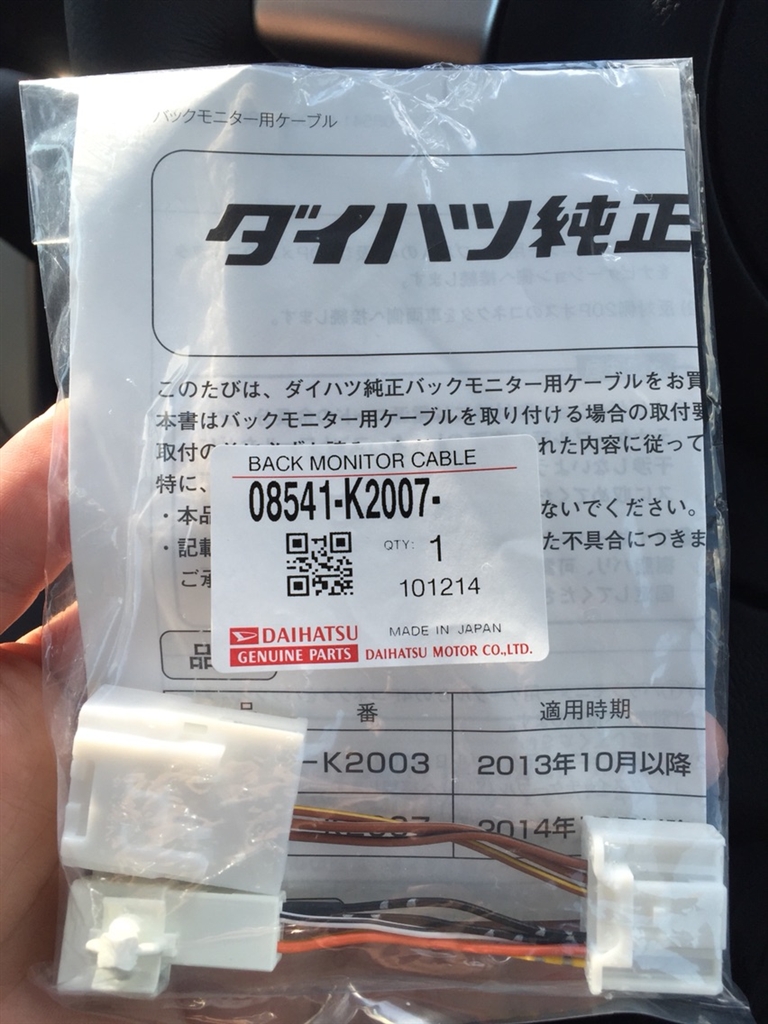 バックモニター用ケーブル
ダイハツ純正
このたびは、ダイハツ純正バックモニター用ケーブルをお買
本書はバックモニター用ケーブルを取り付ける場合の取付要
取付の
れた内容に従って
特に、
BACK MONITOR CABLE
08541-K2007-
・本品
ないでください。
・記載
た不具合につきま
ご承
QTY: 1
101214
DAIHATSU
GENUINE PARTS
MADE IN JAPAN
DAIHATSU MOTOR CO.,LTD.
品
品番 適用時期
-K2003 2013年10月以降
2014年